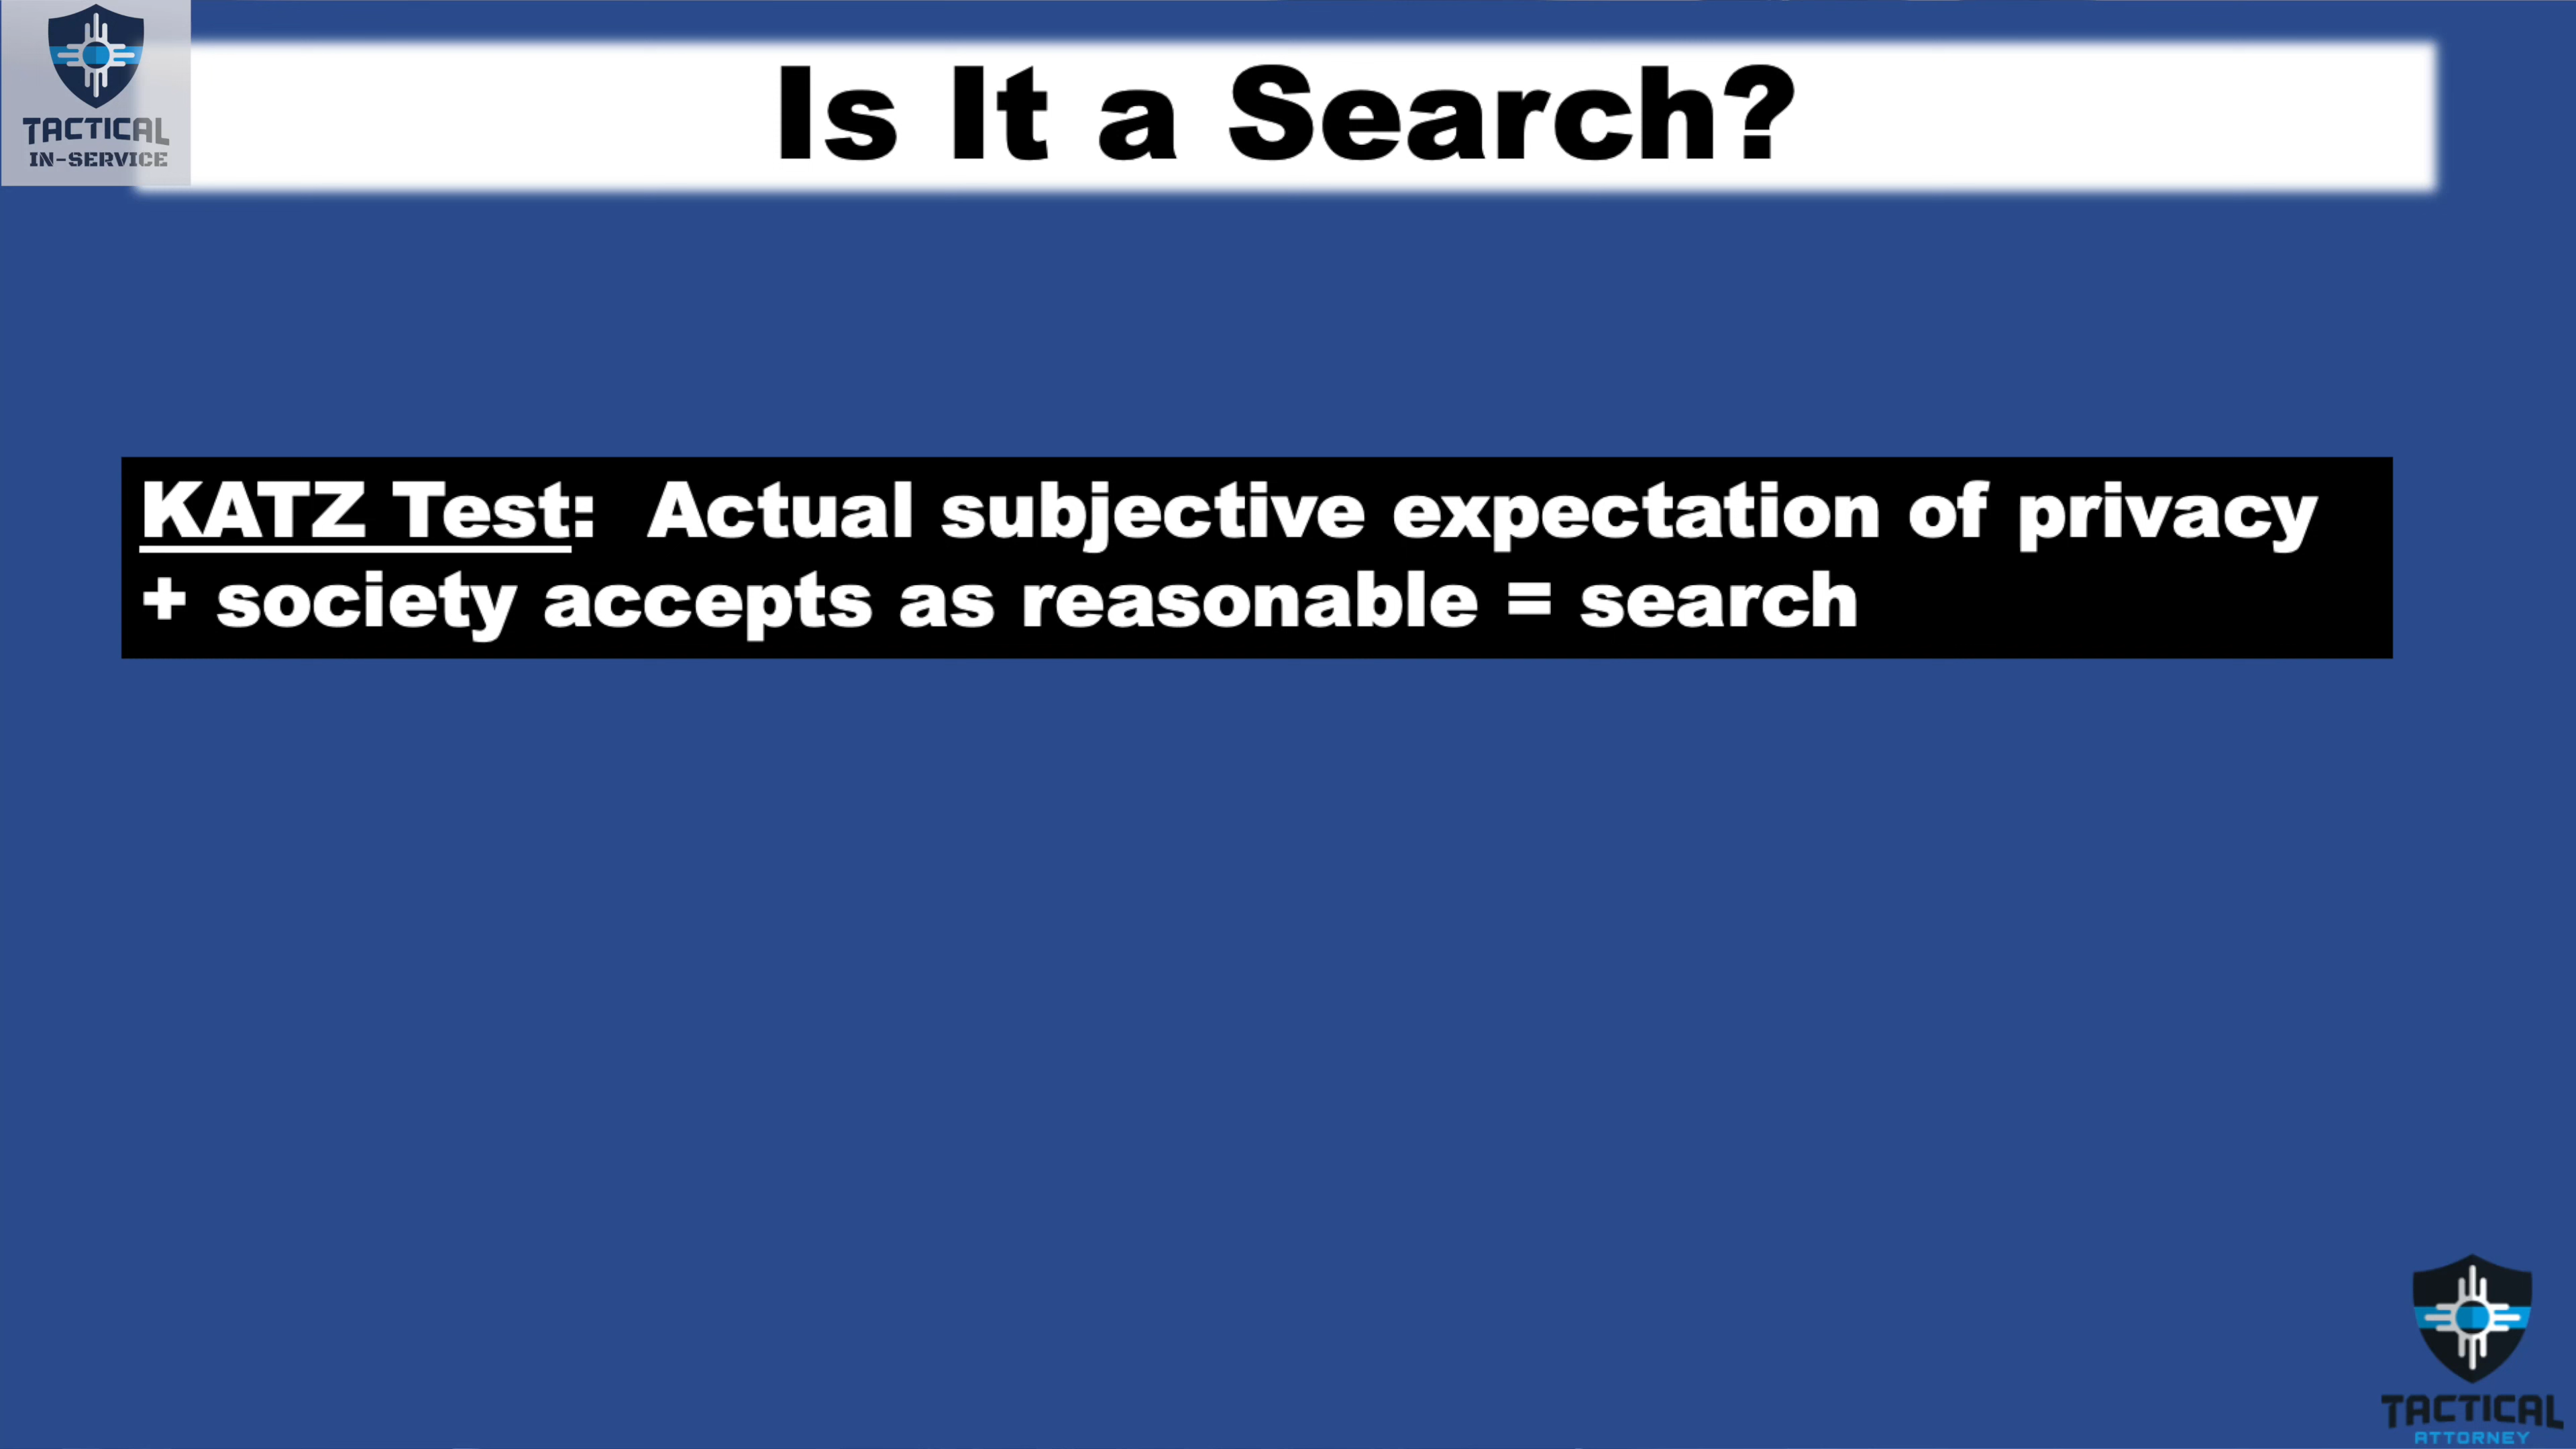 TACTICAL
IN-SERVICE
Is It a Search?
KATZ Test: Actual subjective expectation of privacy
+ society accepts as reasonable = search
TACTICAL
ATTORNEY